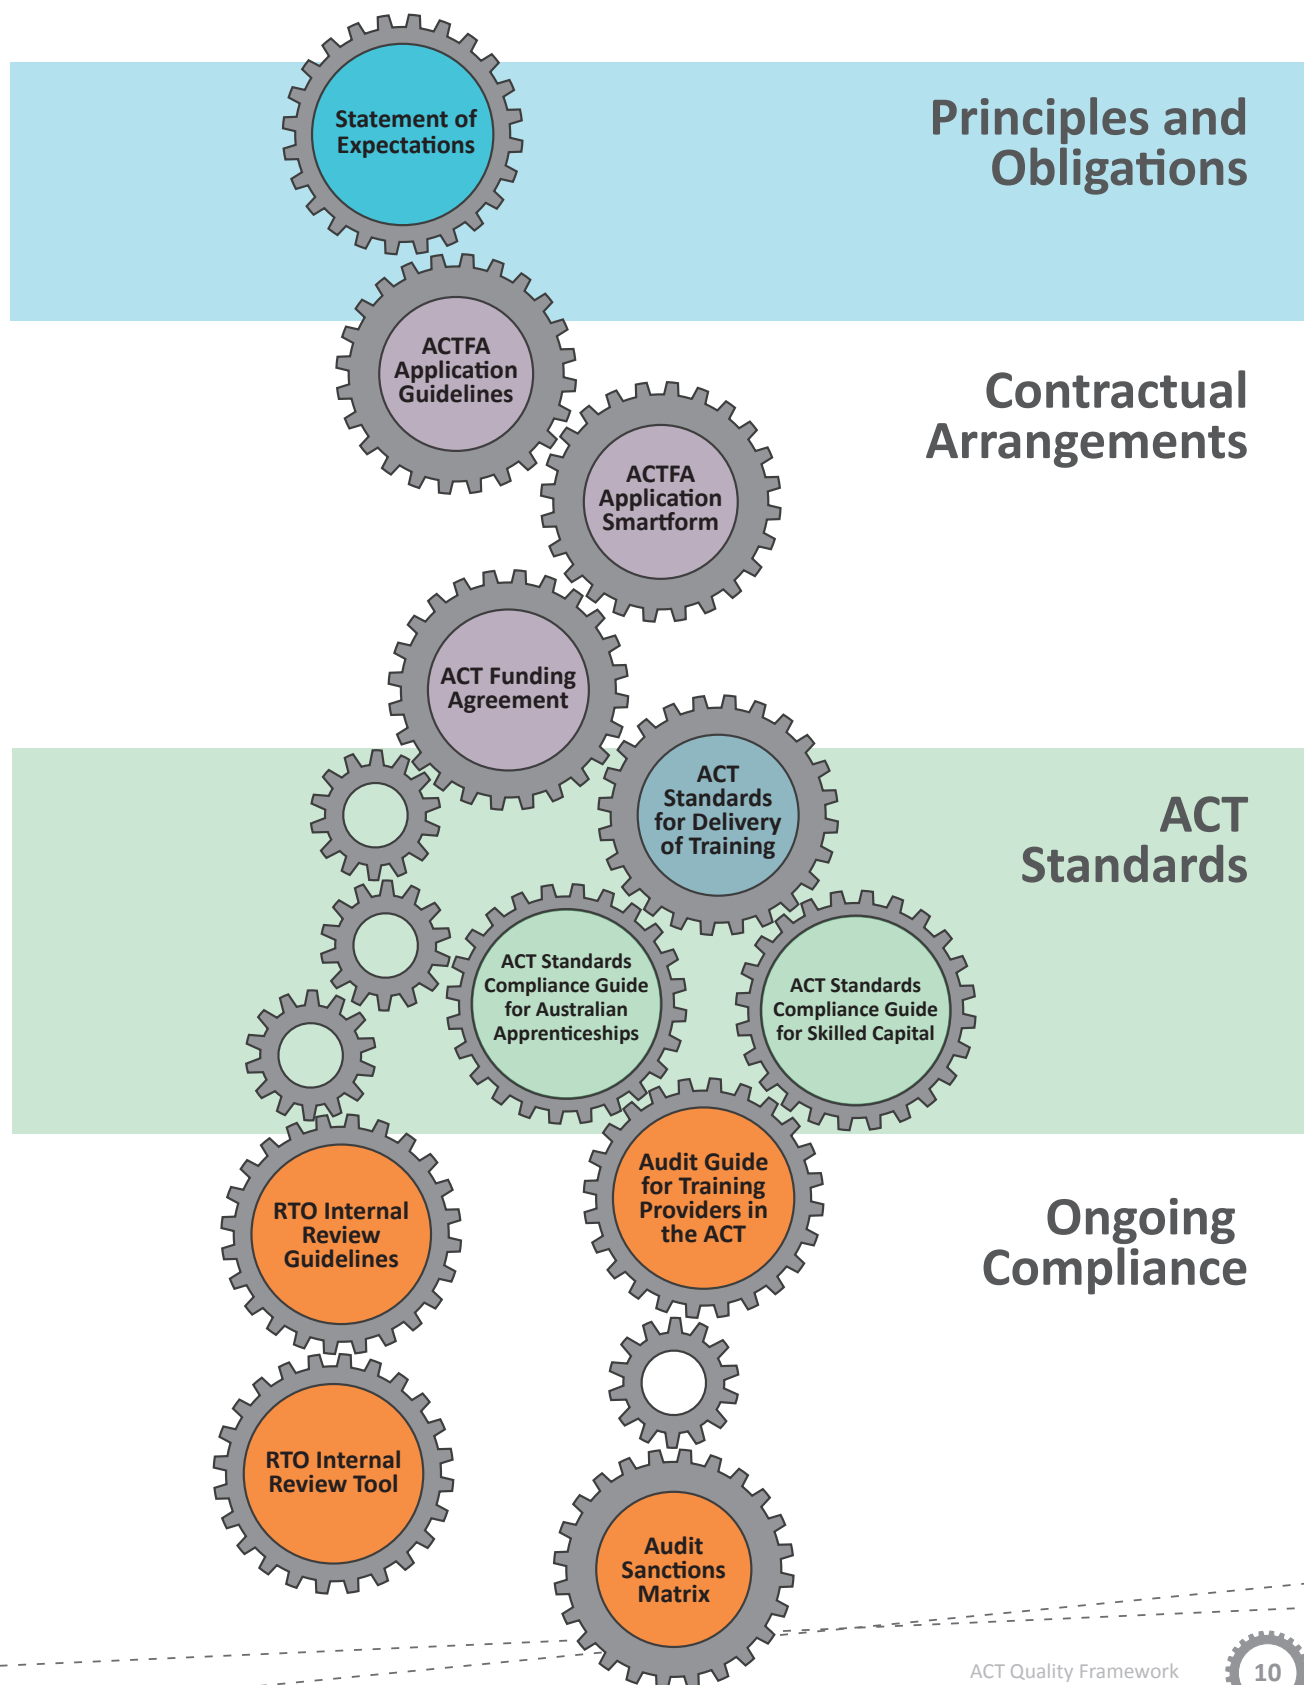 Statement of
Expectations
Principles and
Obligations
ACTFA
Application
Guidelines
Contractual
Arrangements
ACTFA
Application
Smartform
ACT Funding
Agreement
ACT
Standards
for Delivery
of Training
ACT
Standards
ACT Standards
Compliance Guide
for Australian
Apprenticeships
ACT Standards
Compliance Guide
for Skilled Capital
RTO Internal
Review
Guidelines
Audit Guide
for Training
Providers in
the ACT
Ongoing
Compliance
RTO Internal
Review Tool
Audit
Sanctions
Matrix
ACT Quality Framework
10